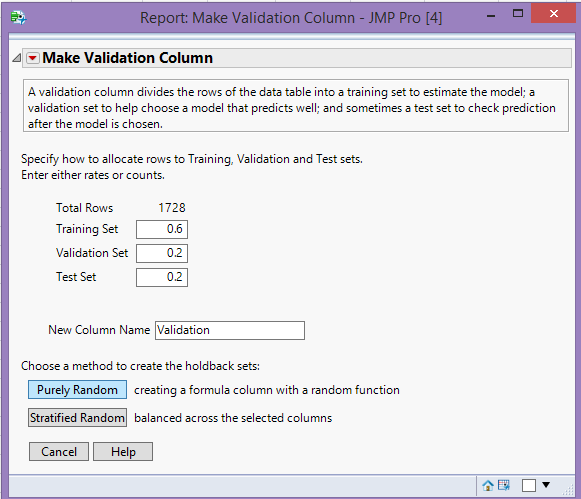 Report: Make Validation Column - JMP Pro [4]
Make Validation Column
A validation column divides the rows of the data table into a training set to estimate the model; a
validation set to help choose a model that predicts well; and sometimes a test set to check prediction
after the model is chosen.
Specify how to allocate rows to Training, Validation and Test sets.
Enter either rates or counts.
Total Rows 1728
Training Set 0.6
Validation Set 0.2
Test Set 0.2
New Column Name Validation
Choose a method to create the holdback sets:
Purely Random creating a formula column with a random function
Stratified Random balanced across the selected columns
Cancel Help